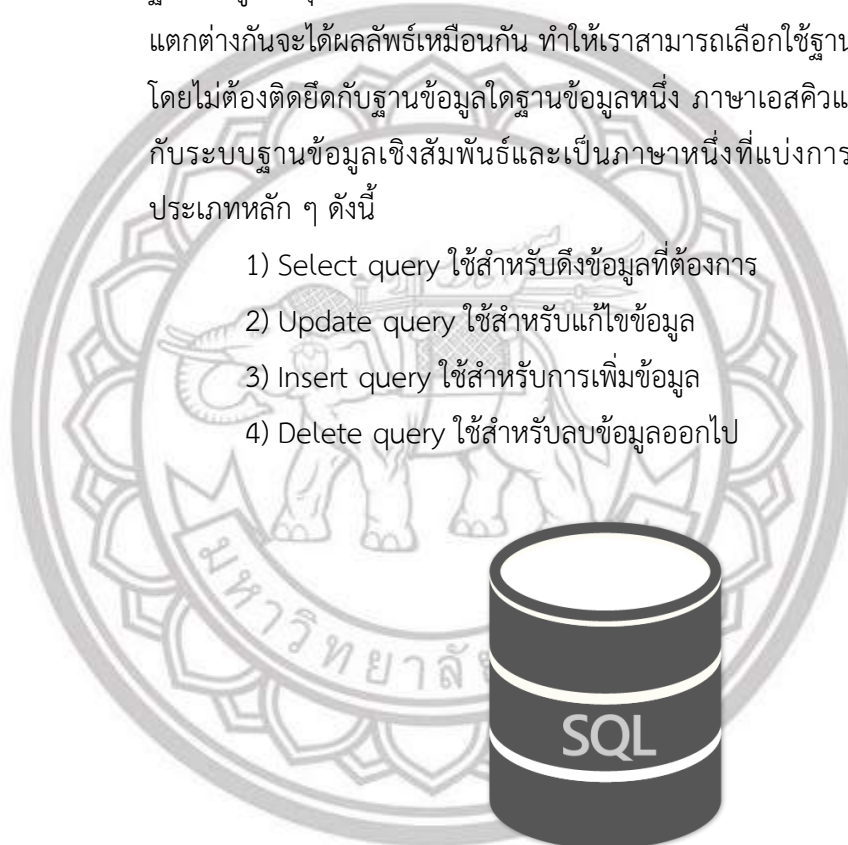 แตกต่างกันจะได้ผลลัพธ์เหมือนกัน ทำให้เราสามารถเลือกใช้ฐาน
โดยไม่ต้องติดยึดกับฐานข้อมูลใดฐานข้อมูลหนึ่ง ภาษาเอสคิวแ
กับระบบฐานข้อมูลเชิงสัมพันธ์และเป็นภาษาหนึ่งที่แบ่งการ
ประเภทหลัก ๆ ดังนี้
1) Select query ใช้สำหรับดึงข้อมูลที่ต้องการ
2) Update query ใช้สำหรับแก้ไขข้อมูล
3) Insert query ใช้สำหรับการเพิ่มข้อมูล
4) Delete query ใช้สำหรับลบข้อมูลออกไป
มหาวิทยาลัย
SQL